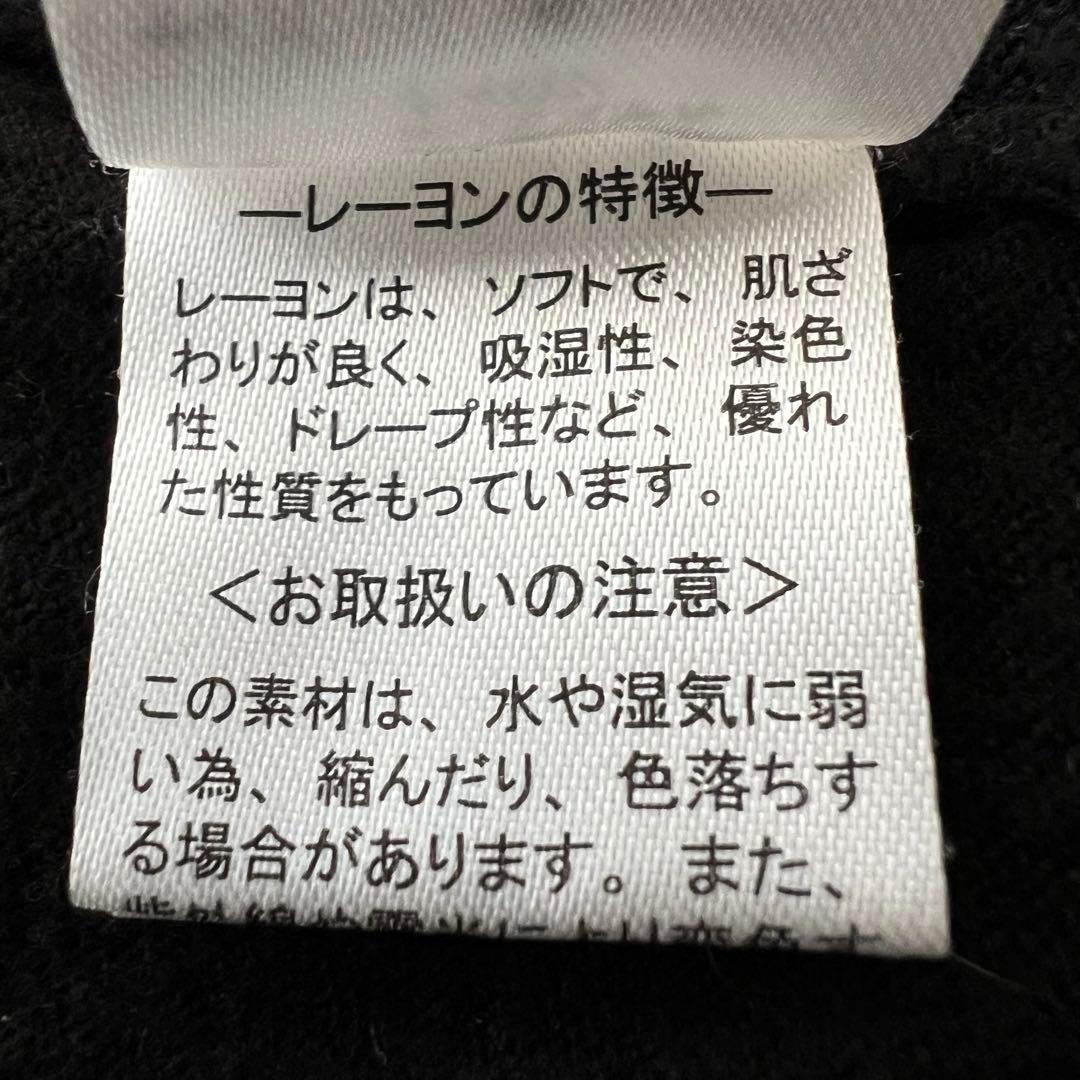 ―レーヨンの特徴―
レーヨンは、ソフトで、肌ざ
わりが良く、吸湿性、染色
性、ドレープ性など、優れ
た性質をもっています。
<お取扱いの注意>
この素材は、水や湿気に弱
い為、縮んだり、色落ちす
る場合があります。また、